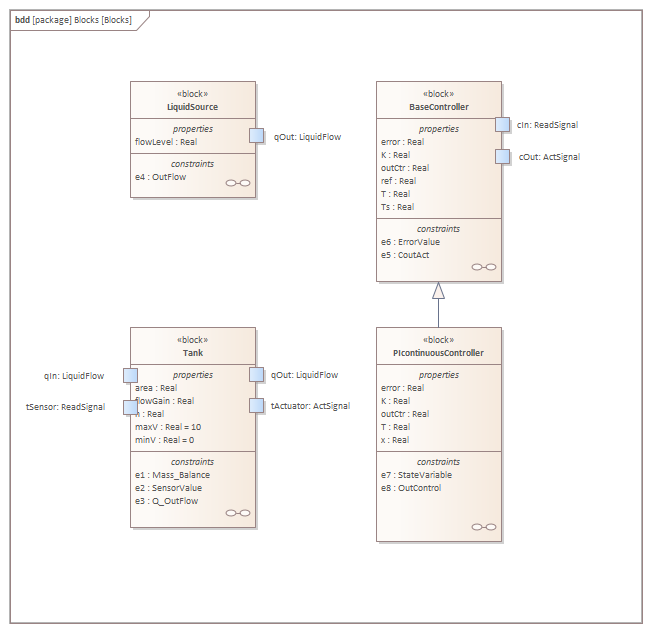 bdd [package] Blocks [Blocks]
«block»
LiquidSource
properties
flowLevel : Real
constraints
e4 : OutFlow
qOut: LiquidFlow
«block»
BaseController
properties
error : Real
K : Real
outCtr : Real
ref : Real
T : Real
Ts : Real
constraints
e6 : ErrorValue
e5 : CoutAct
cIn: ReadSignal
cOut: ActSignal
«block»
Tank
properties
area : Real
flowGain : Real
: Real
maxV : Real = 10
minV : Real = 0
constraints
e1 : Mass_Balance
e2 : SensorValue
e3 : Q_OutFlow
qIn: LiquidFlow
tSensor: ReadSignal
qOut: LiquidFlow
tActuator: ActSignal
«block»
PIcontinuousController
properties
error : Real
K : Real
outCtr : Real
T : Real
x : Real
constraints
e7 : StateVariable
e8 : OutControl